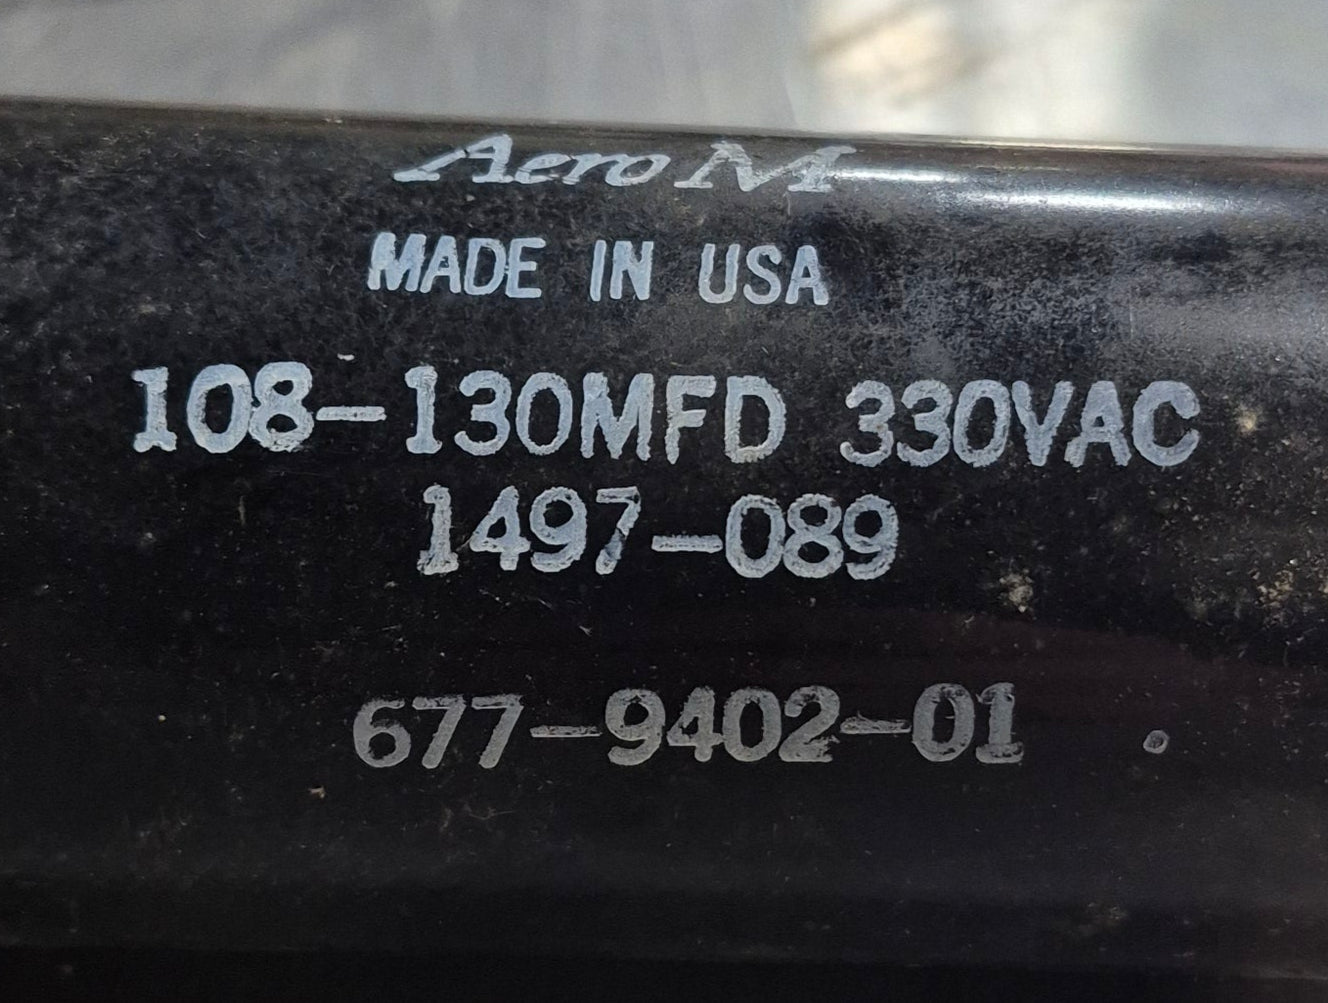 Aero M
MADE IN USA
108-130MFD 330VAC
1497-089
677-9402-01